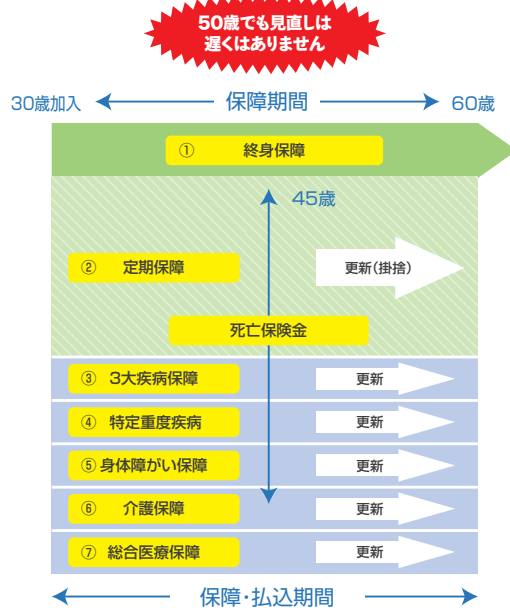 50歳でも見直しは
遅くはありません
30歳加入 保障期間 60歳
① 終身保障
45歳
② 定期保障 更新(掛捨)
死亡保険金
③ 3大疾病保障 更新
④ 特定重度疾病 更新
⑤ 身体障がい保障 更新
⑥ 介護保障 更新
⑦ 総合医療保障 更新
保障・払込期間